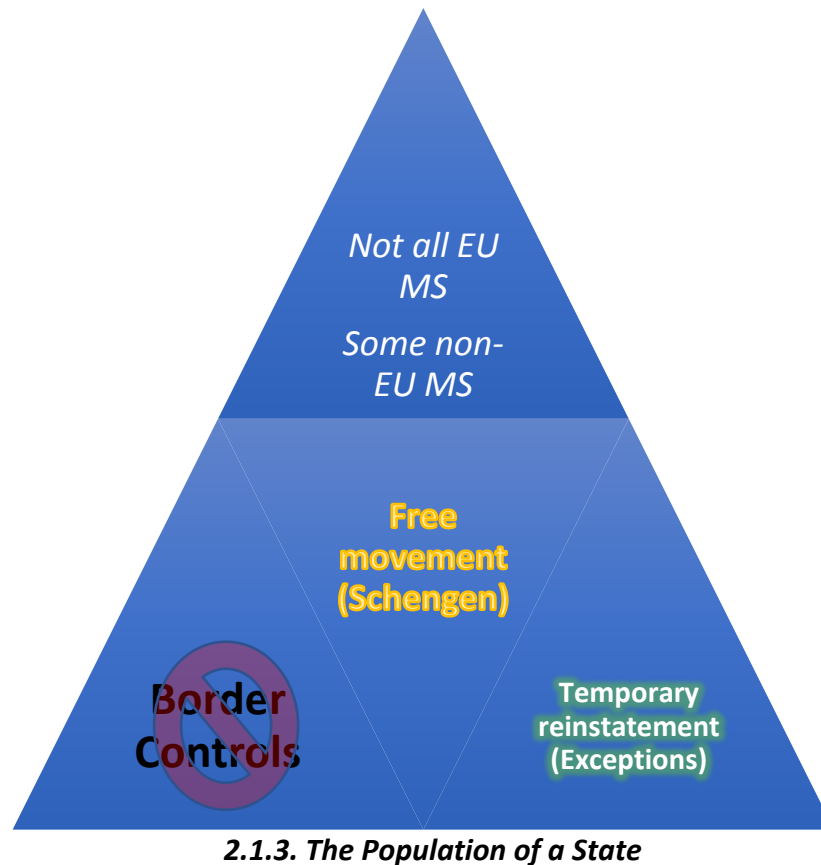 Not all EU
MS
Some non-
EU MS
Free
movement
(Schengen)
Border
Controls
Temporary
reinstatement
(Exceptions)
2.1.3. The Population of a State